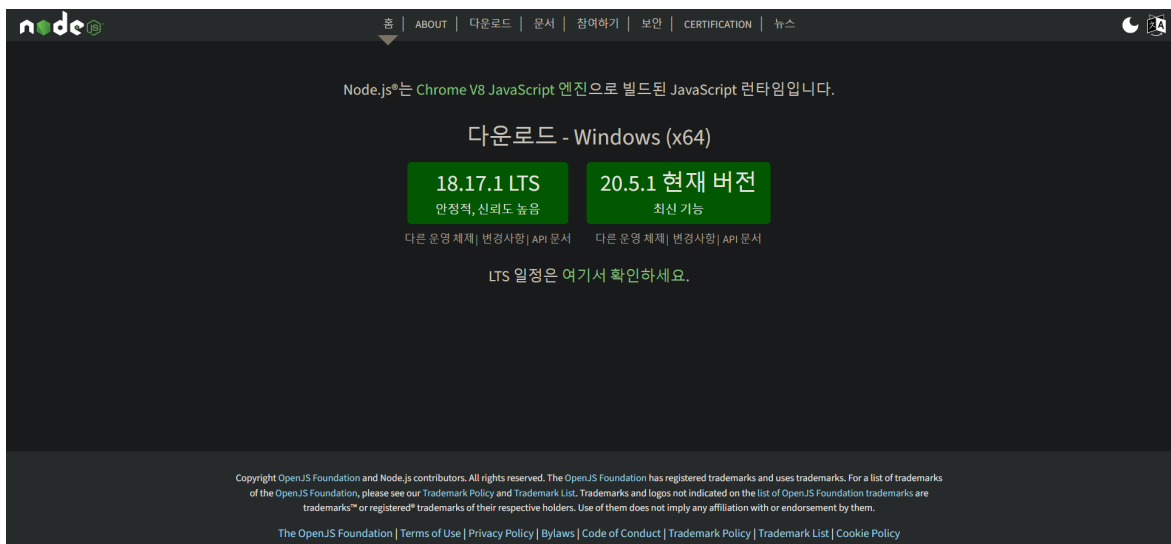 node JS
홈 | ABOUT | 다운로드 | 문서 | 참여하기 | 보안 | CERTIFICATION | 뉴스
Node.js®는 Chrome V8 JavaScript 엔진으로 빌드된 JavaScript 런타임입니다.
다운로드 - Windows (x64)
18.17.1 LTS
안정적, 신뢰도 높음
20.5.1 현재 버전
최신 기능
다른 운영 체제| 변경사항| API 문서
다른 운영 체제| 변경사항| API 문서
LTS 일정은 여기서 확인하세요.
Copyright OpenJS Foundation and Node.js contributors. All rights reserved. The OpenJS Foundation has registered trademarks and uses trademarks. For a list of trademarks
of the OpenJS Foundation, please see our Trademark Policy and Trademark List. Trademarks and logos not indicated on the list of OpenJS Foundation trademarks are
trademarks™ or registered® trademarks of their respective holders. Use of them does not imply any affiliation with or endorsement by them.
The OpenJS Foundation | Terms of Use | Privacy Policy | Bylaws | Code of Conduct | Trademark Policy | Trademark List | Cookie Policy